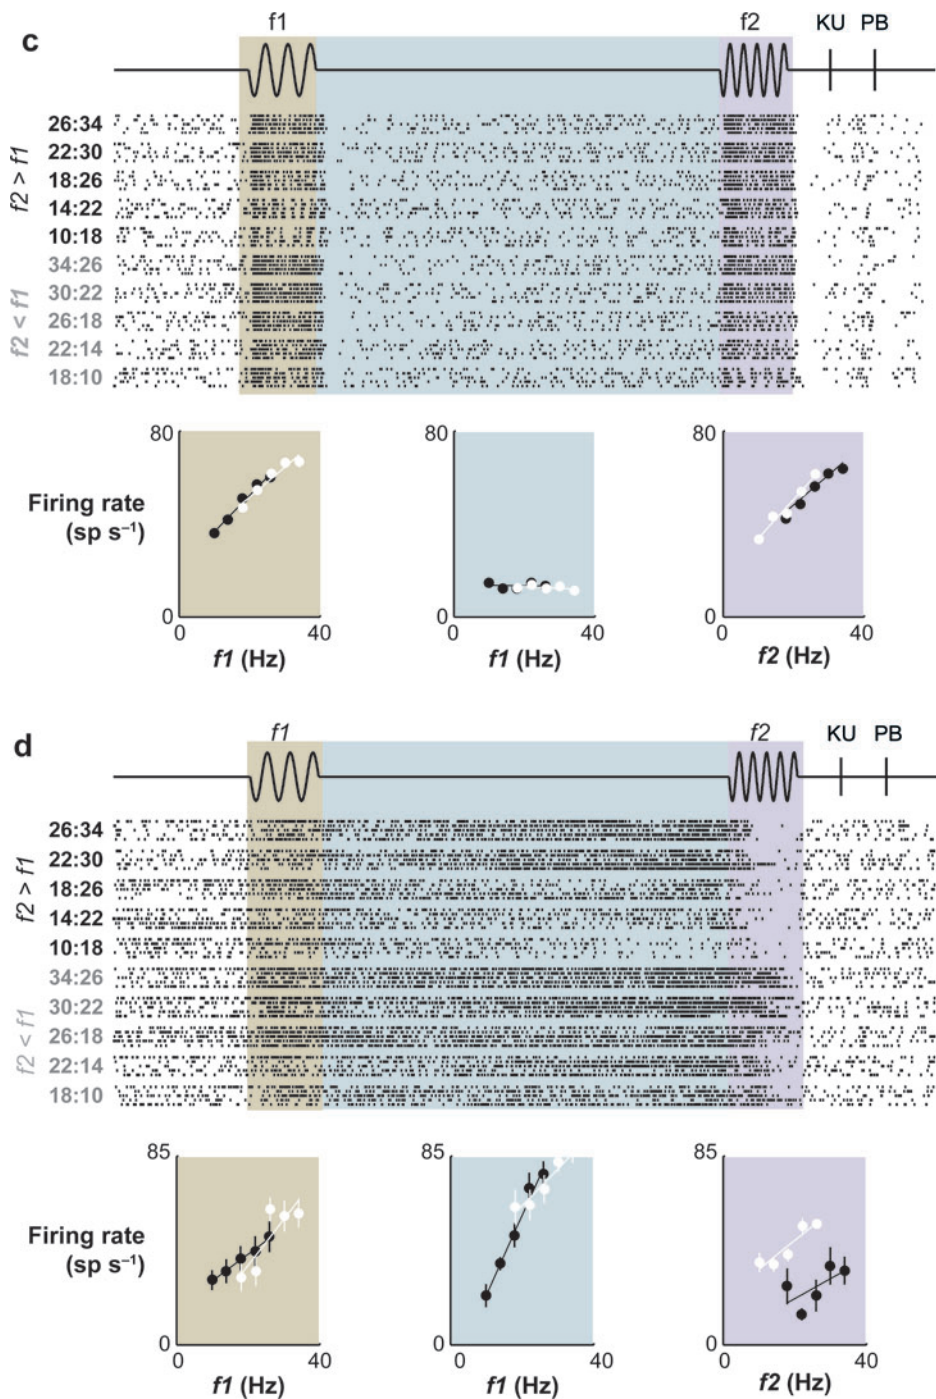 c
f1 f2 KU PB
f2 > f1
26:34
22:30
18:26
14:22
10:18
f2 < f1
34:26
30:22
26:18
22:14
18:10
Firing rate
(sp s⁻¹)
80
0
0 40
f1 (Hz)
80
0
0 40
f1 (Hz)
80
0
0 40
f2 (Hz)
d
f1 f2 KU PB
f2 > f1
26:34
22:30
18:26
14:22
10:18
f2 < f1
34:26
30:22
26:18
22:14
18:10
Firing rate
(sp s⁻¹)
85
0
0 40
f1 (Hz)
85
0
0 40
f1 (Hz)
85
0
0 40
f2 (Hz)